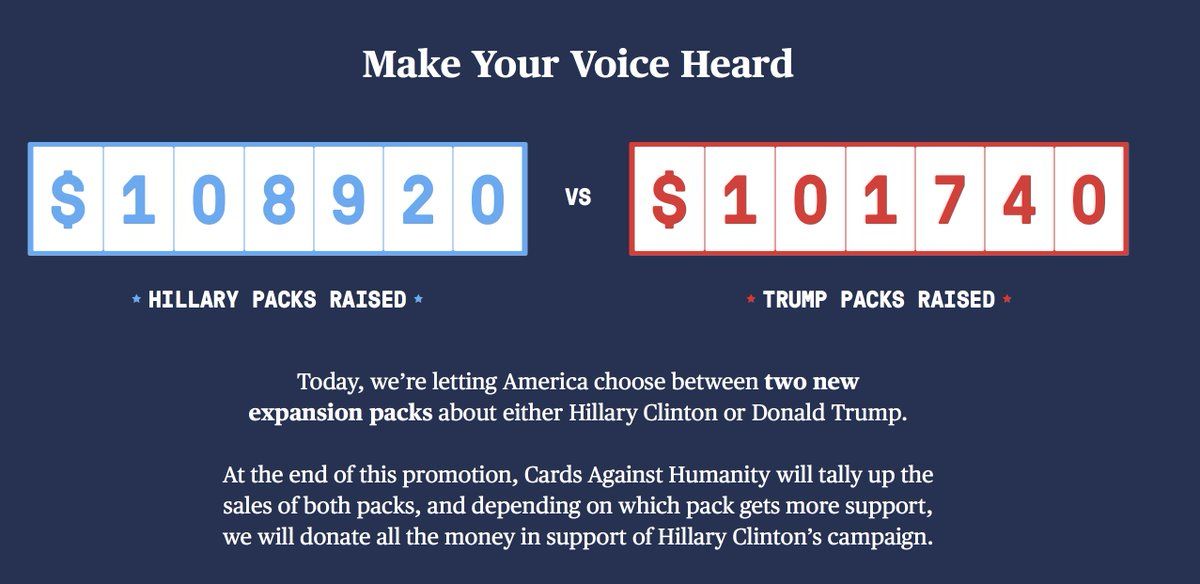 Make Your Voice Heard
$108920 VS $101740
HILLARY PACKS RAISED TRUMP PACKS RAISED
Today, we’re letting America choose between two new
expansion packs about either Hillary Clinton or Donald Trump.
At the end of this promotion, Cards Against Humanity will tally up the
sales of both packs, and depending on which pack gets more support,
we will donate all the money in support of Hillary Clinton’s campaign.